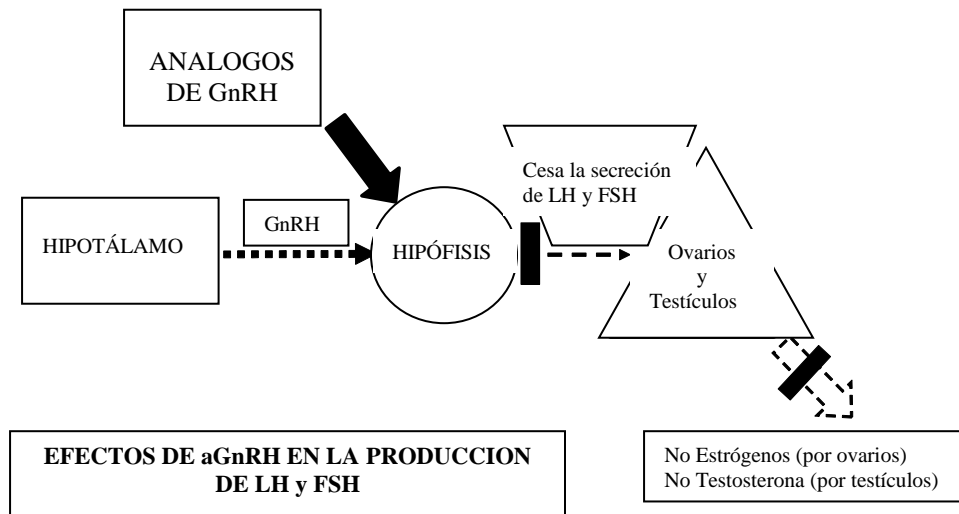 ANALOGOS
DE GnRH
Cesa la secreción
de LH y FSH
GnRH
HIPOTÁLAMO
HIPÓFISIS
Ovarios
y
Testículos
EFECTOS DE aGnRH EN LA PRODUCCION
DE LH y FSH
No Estrógenos (por ovarios)
No Testosterona (por testículos)